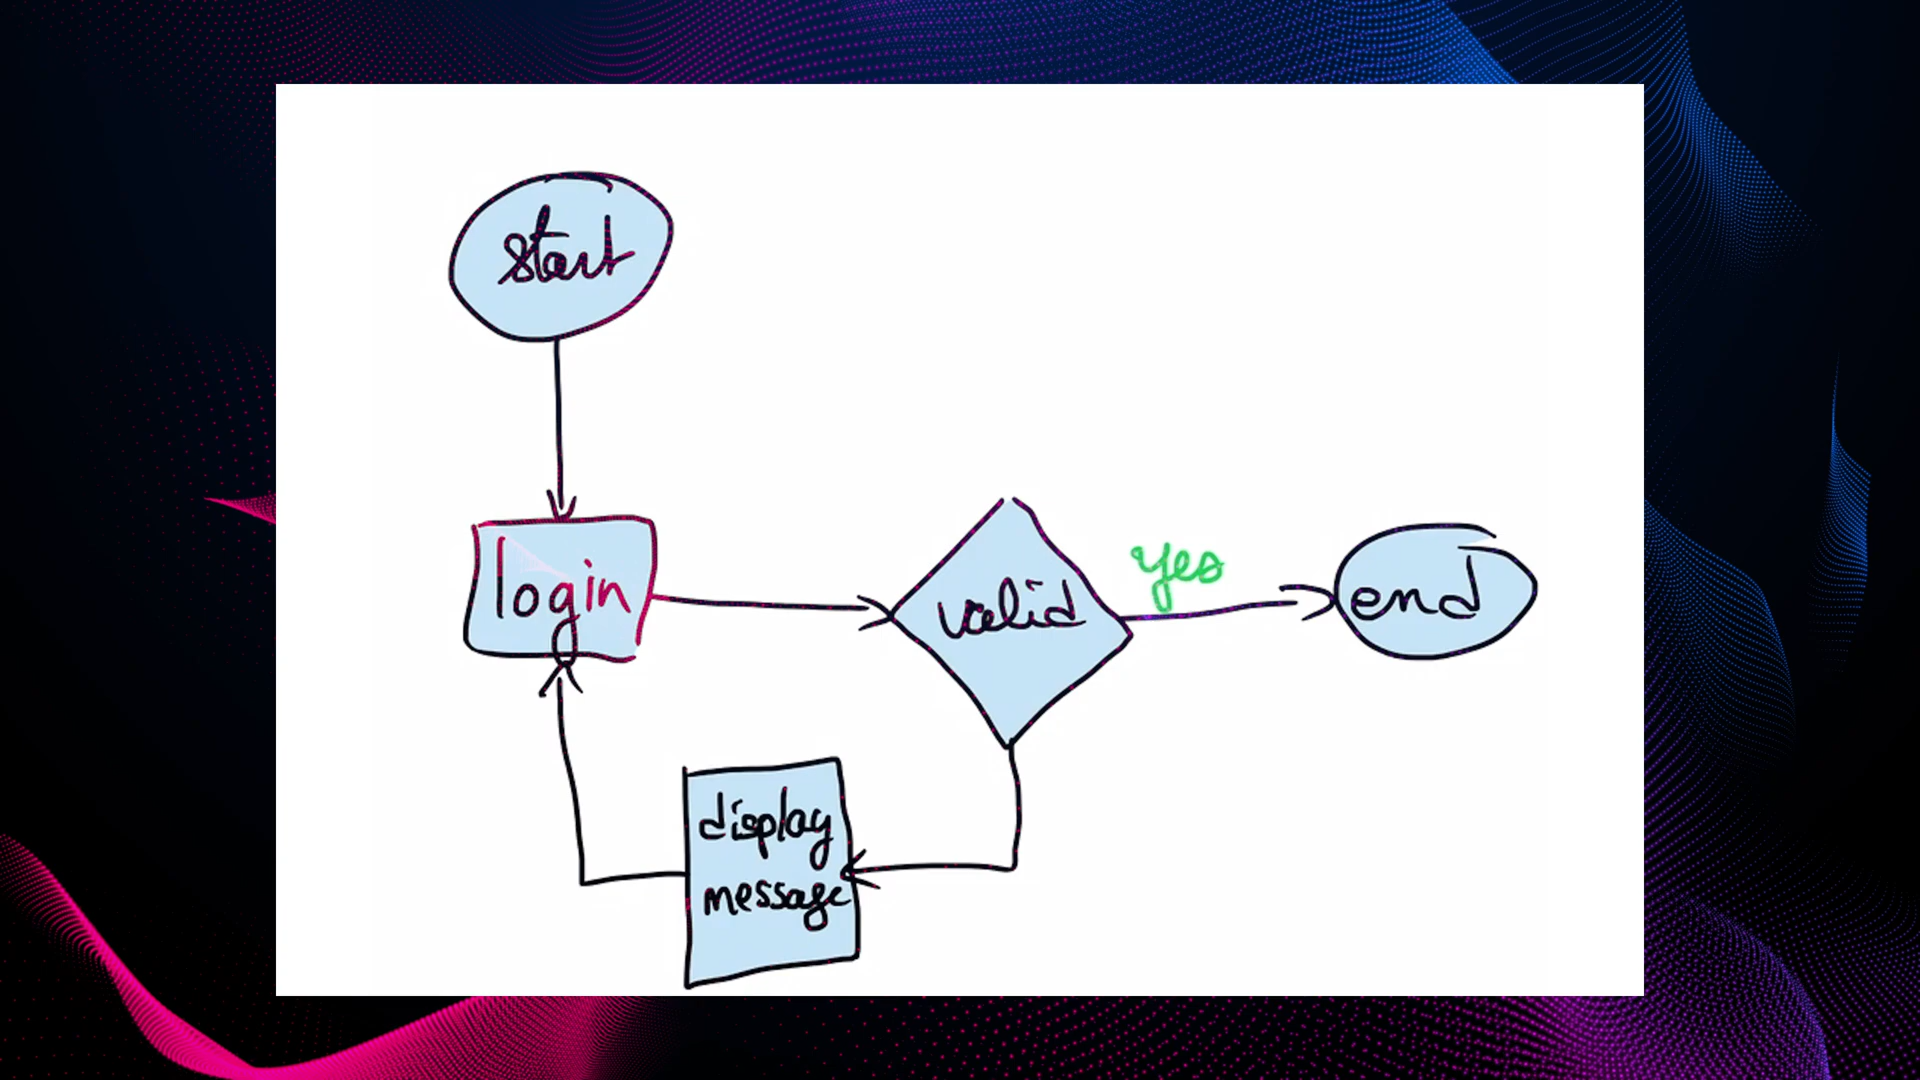 start
login
valid
yes
end
display
message